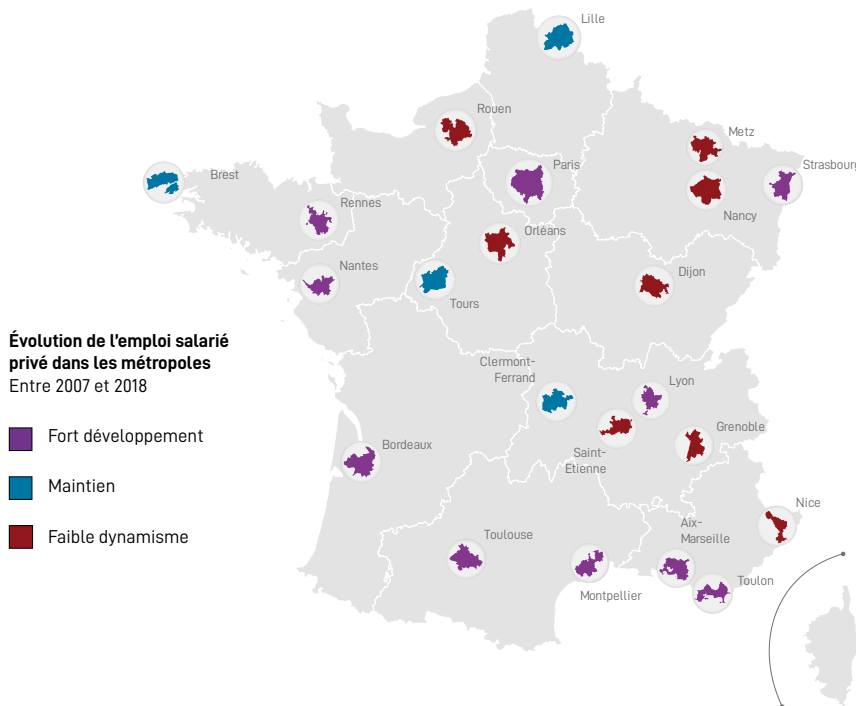 Lille
Rouen
Metz
Strasbourg
Paris
Brest
Rennes
Nancy
Orléans
Nantes
Dijon
Tours
Évolution de l'emploi salarié
privé dans les métropoles
Entre 2007 et 2018
Clermont-
Ferrand
Lyon
Fort développement
Grenoble
Bordeaux
Saint-
Etienne
Maintien
Nice
Aix-
Marseille
Faible dynamisme
Toulouse
Toulon
Montpellier